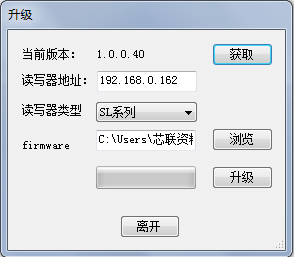 升级
当前版本： 1.0.0.40 获取
读写器地址： 192.168.0.162
读写器类型 SL系列
firmware C:\Users\芯联资料 浏览
升级
离开